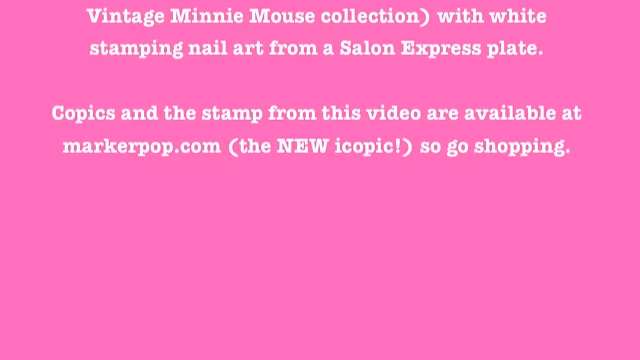 Vintage Minnie Mouse collection) with white
stamping nail art from a Salon Express plate.
Copics and the stamp from this video are available at
markerpop.com (the NEW icopic!) so go shopping.